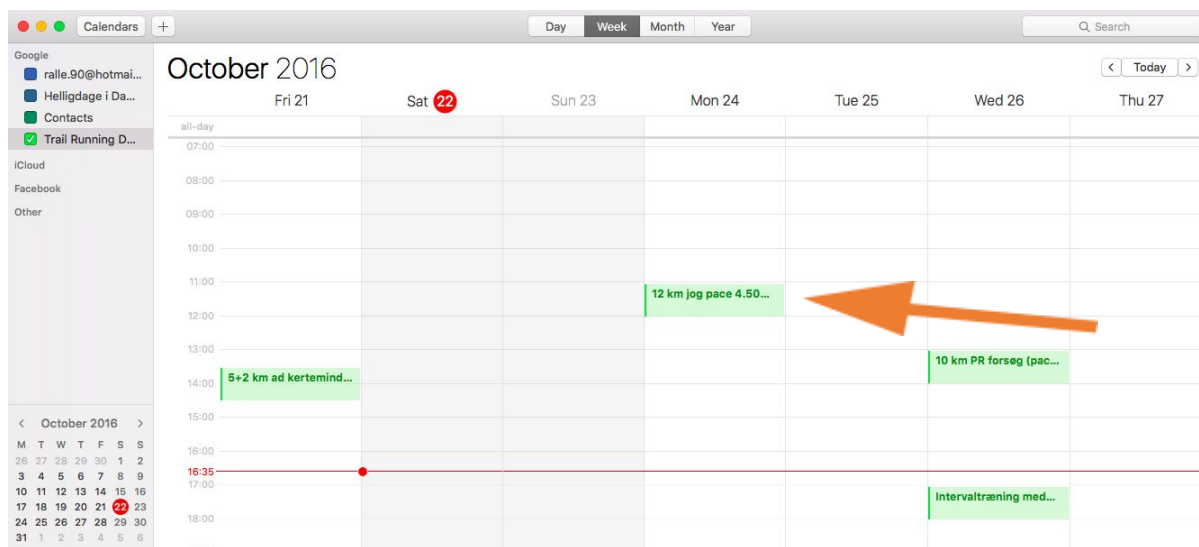 Calendars +
Day Week Month Year
Search
Google
ralle.90@hotmai...
Helligdage i Da...
Contacts
Trail Running D...
iCloud
Facebook
Other
October 2016
< Today >
Fri 21 Sat 22 Sun 23 Mon 24 Tue 25 Wed 26 Thu 27
all-day
07:00
08:00
09:00
10:00
11:00
12 km jog pace 4.50...
12:00
13:00
10 km PR forsøg (pac...
5+2 km ad kertemind...
14:00
15:00
16:00
16:35
17:00
Intervaltræning med...
18:00
< October 2016 >
M T W T F S S
26 27 28 29 30 1 2
3 4 5 6 7 8 9
10 11 12 13 14 15 16
17 18 19 20 21 22 23
24 25 26 27 28 29 30
31 1 2 3 4 5 6